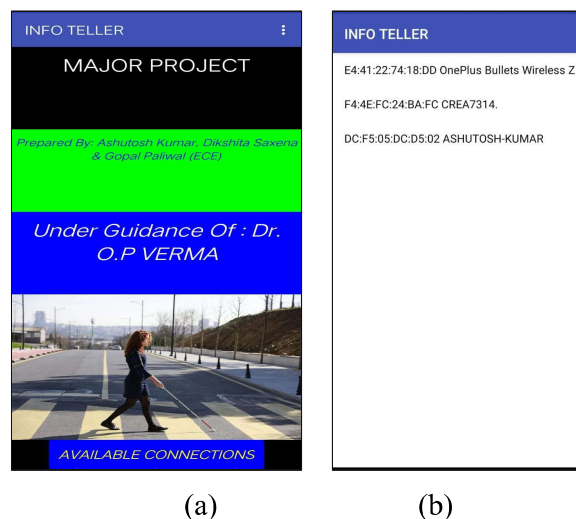 INFO TELLER
MAJOR PROJECT
Prepared By: Ashutosh Kumar, Dikshita Saxena
& Gopal Paliwal (ECE)
Under Guidance Of : Dr.
O.P VERMA
AVAILABLE CONNECTIONS
(a)
INFO TELLER
E4:41:22:74:18:DD OnePlus Bullets Wireless Z
F4:4E:FC:24:BA:FC CREA7314.
DC:F5:05:DC:D5:02 ASHUTOSH-KUMAR
(b)